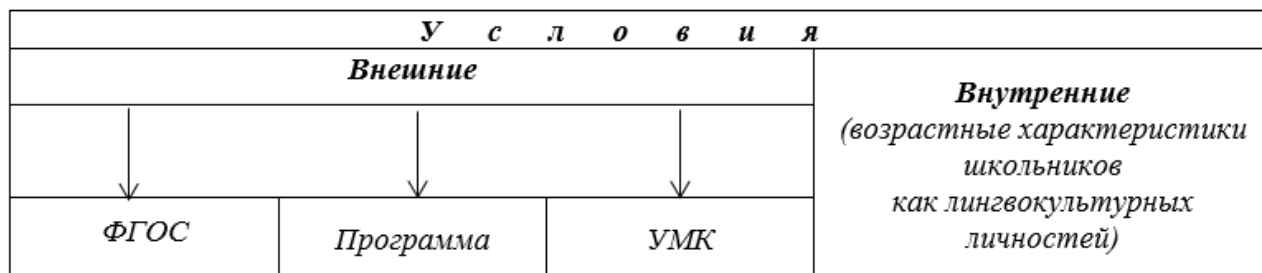 У с л о в и я
Внешние
Внутренние
(возрастные характеристики
школьников
как лингвокультурных
личностей)
ФГОС
Программа
УМК